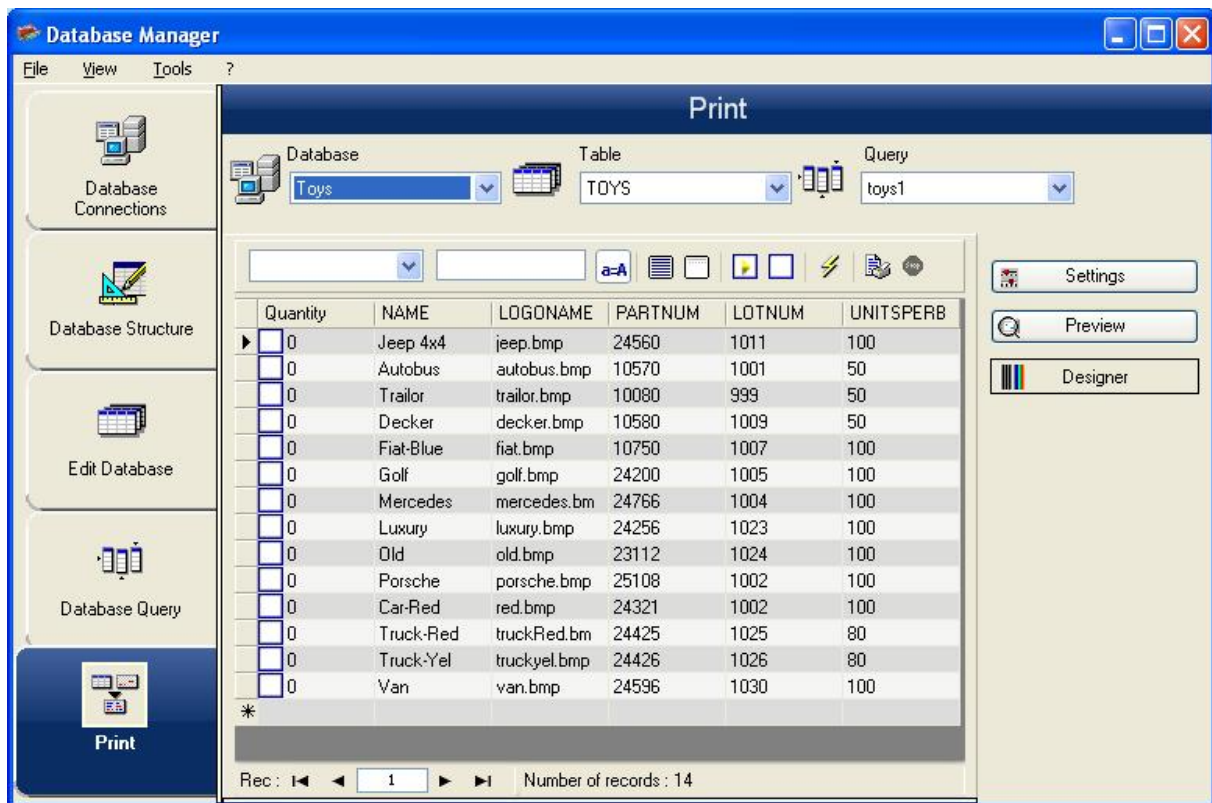 Database Manager
File View Tools ?
Database Connections
Database Structure
Edit Database
Database Query
Print
Print
Database Table Query
Toys TOYS toys1
a=A
Quantity NAME LOGONAME PARTNUM LOTNUM UNITSPERB
0 Jeep 4x4 jeep.bmp 24560 1011 100
0 Autobus autobus.bmp 10570 1001 50
0 Trailor trailor.bmp 10080 999 50
0 Decker decker.bmp 10580 1009 50
0 Fiat-Blue fiat.bmp 10750 1007 100
0 Golf golf.bmp 24200 1005 100
0 Mercedes mercedes.bm 24766 1004 100
0 Luxury luxury.bmp 24256 1023 100
0 Old old.bmp 23112 1024 100
0 Porsche porsche.bmp 25108 1002 100
0 Car-Red red.bmp 24321 1002 100
0 Truck-Red truckRed.bm 24425 1025 80
0 Truck-Yel truckyel.bmp 24426 1026 80
0 Van van.bmp 24596 1030 100
Rec : 1 Number of records : 14
Settings
Preview
Designer